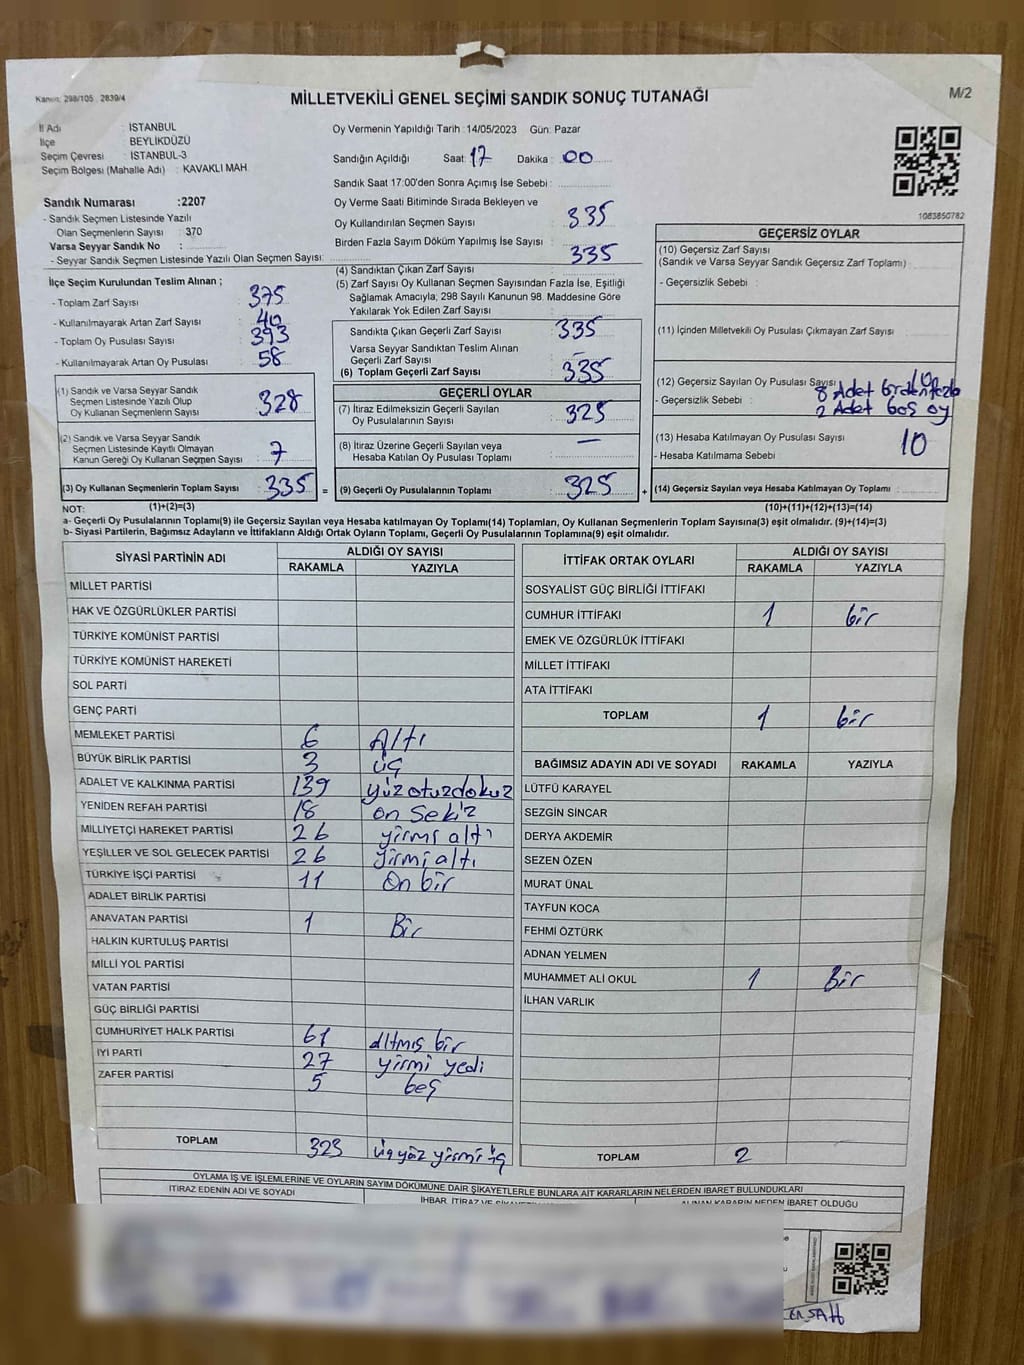 Kanun: 298/105 2839/4
MİLLETVEKİLİ GENEL SEÇİMİ SANDIK SONUÇ TUTANAĞI
M/2
İl Adı : İSTANBUL
İlçe BEYLİKDÜZÜ
Seçim Çevresi : İSTANBUL-3
Seçim Bölgesi (Mahalle Adı) : KAVAKLI MAH
Oy Vermenin Yapıldığı Tarih : 14/05/2023 Gün: Pazar
Sandığın Açıldığı Saat: 17 Dakika : 00
Sandık Saat 17:00'den Sonra Açımış İse Sebebi :
Oy Verme Saati Bitiminde Sırada Bekleyen ve
Oy Kullandırılan Seçmen Sayısı 335
Birden Fazla Sayım Döküm Yapılmış İse Sayısı
335
1083850782
Sandık Numarası :2207
- Sandık Seçmen Listesinde Yazılı
Olan Seçmenlerin Sayısı : 370
Varsa Seyyar Sandık No :
- Seyyar Sandık Seçmen Listesinde Yazılı Olan Seçmen Sayısı:
İlçe Seçim Kurulundan Teslim Alınan ;
- Toplam Zarf Sayısı : 375
- Kullanılmayarak Artan Zarf Sayısı : 40
- Toplam Oy Pusulası Sayısı : 393
- Kullanılmayarak Artan Oy Pusulası : 58
(4) Sandıktan Çıkan Zarf Sayısı :
(5) Zarf Sayısı Oy Kullanan Seçmen Sayısından Fazla İse, Eşitliği
Sağlamak Amacıyla, 298 Sayılı Kanunun 98. Maddesine Göre
Yakılarak Yok Edilen Zarf Sayısı :
Sandıkta Çıkan Geçerli Zarf Sayısı : 335
Varsa Seyyar Sandıktan Teslim Alınan
Geçerli Zarf Sayısı : –
(6) Toplam Geçerli Zarf Sayısı : 335
GEÇERSİZ OYLAR
(10) Geçersiz Zarf Sayısı
(Sandık ve Varsa Seyyar Sandık Geçersiz Zarf Toplamı) :
- Geçersizlik Sebebi :
(11) İçinden Milletvekili Oy Pusulası Çıkmayan Zarf Sayısı :
(12) Geçersiz Sayılan Oy Pusulası Sayısı : 10
- Geçersizlik Sebebi : 8 Adet birden fazla
2 Adet boş oy
(13) Hesaba Katılmayan Oy Pusulası Sayısı : 10
- Hesaba Katılmama Sebebi :
(14) Geçersiz Sayılan veya Hesaba Katılmayan Oy Toplamı :
(10)+(11)+(12)+(13)=(14)
(1) Sandık ve Varsa Seyyar Sandık
Seçmen Listesinde Yazılı Olup
Oy Kullanan Seçmenlerin Sayısı : 328
(2) Sandık ve Varsa Seyyar Sandık
Seçmen Listesinde Kayıtlı Olmayan
Kanun Gereği Oy Kullanan Seçmen Sayısı : 7
(3) Oy Kullanan Seçmenlerin Toplam Sayısı : 335 =
(1)+(2)=(3)
GEÇERLİ OYLAR
(7) İtiraz Edilmeksizin Geçerli Sayılan
Oy Pusulalarının Sayısı : 325
(8) İtiraz Üzerine Geçerli Sayılan veya
Hesaba Katılan Oy Pusulası Toplamı : –
(9) Geçerli Oy Pusulalarının Toplamı : 325 +
NOT:
a- Geçerli Oy Pusulalarının Toplamı(9) ile Geçersiz Sayılan veya Hesaba katılmayan Oy Toplamı(14) Toplamları, Oy Kullanan Seçmenlerin Toplam Sayısına(3) eşit olmalıdır. (9)+(14)=(3)
b- Siyasi Partilerin, Bağımsız Adayların ve İttifakların Aldığı Ortak Oyların Toplamı, Geçerli Oy Pusulalarının Toplamına(9) eşit olmalıdır.
SİYASİ PARTİNİN ADI ALDIĞI OY SAYISI
RAKAMLA YAZIYLA
MİLLET PARTİSİ
HAK VE ÖZGÜRLÜKLER PARTİSİ
TÜRKİYE KOMÜNİST PARTİSİ
TÜRKİYE KOMÜNİST HAREKETİ
SOL PARTİ
GENÇ PARTİ
MEMLEKET PARTİSİ 6 Altı
BÜYÜK BİRLİK PARTİSİ 3 üç
ADALET VE KALKINMA PARTİSİ 139 yüzotuzdokuz
YENİDEN REFAH PARTİSİ 18 on sekiz
MİLLİYETÇİ HAREKET PARTİSİ 26 yirmi altı
YEŞİLLER VE SOL GELECEK PARTİSİ 26 yirmi altı
TÜRKİYE İŞÇİ PARTİSİ 11 On bir
ADALET BİRLİK PARTİSİ
ANAVATAN PARTİSİ 1 Bir
HALKIN KURTULUŞ PARTİSİ
MİLLİ YOL PARTİSİ
VATAN PARTİSİ
GÜÇ BİRLİĞİ PARTİSİ
CUMHURİYET HALK PARTİSİ 61 altmış bir
İYİ PARTİ 27 yirmi yedi
ZAFER PARTİSİ 5 beş
TOPLAM 323 üçyüz yirmi üç
İTTİFAK ORTAK OYLARI ALDIĞI OY SAYISI
RAKAMLA YAZIYLA
SOSYALİST GÜÇ BİRLİĞİ İTTİFAKI
CUMHUR İTTİFAKI 1 bir
EMEK VE ÖZGÜRLÜK İTTİFAKI
MİLLET İTTİFAKI
ATA İTTİFAKI
TOPLAM 1 bir
BAĞIMSIZ ADAYIN ADI VE SOYADI RAKAMLA YAZIYLA
LÜTFÜ KARAYEL
SEZGİN SİNCAR
DERYA AKDEMİR
SEZEN ÖZEN
MURAT ÜNAL
TAYFUN KOCA
FEHMİ ÖZTÜRK
ADNAN YELMEN
MUHAMMET ALİ OKUL 1 Bir
İLHAN VARLIK
TOPLAM 2
OYLAMA İŞ VE İŞLEMLERİNE VE OYLARIN SAYIM DÖKÜMÜNE DAİR ŞİKAYETLERLE BUNLARA AİT KARARLARIN NELERDEN İBARET BULUNDUKLARI
İTİRAZ EDENİN ADI VE SOYADI
İHBAR, İTİRAZ VE
ALINAN KARARIN NEDEN İBARET OLDUĞU